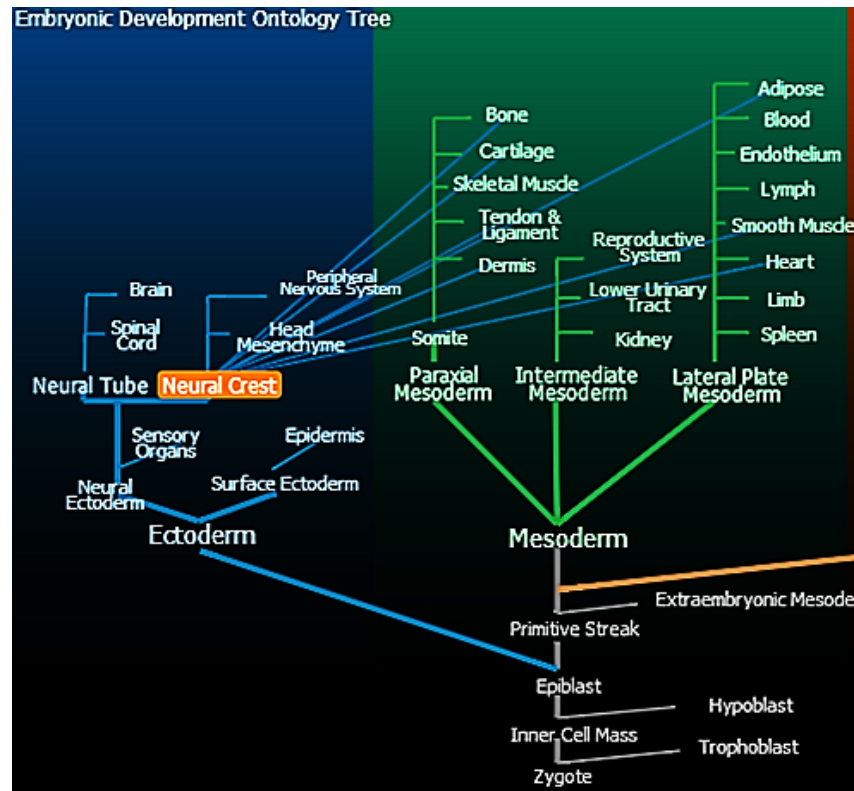 Embryonic Development Ontology Tree
Adipose
Bone
Blood
Cartilage
Endothelium
Skeletal Muscle
Lymph
Tendon &
Ligament
Smooth Muscle
Reproductive
System
Dermis
Heart
Peripheral
Nervous System
Brain
Lower Urinary
Tract
Limb
Spinal
Cord
Head
Mesenchyme
Somite
Kidney
Spleen
Neural Tube
Neural Crest
Paraxial
Mesoderm
Intermediate
Mesoderm
Lateral Plate
Mesoderm
Sensory
Organs
Epidermis
Neural
Ectoderm
Surface Ectoderm
Ectoderm
Mesoderm
Extraembryonic Mesode
Primitive Streak
Epiblast
Hypoblast
Inner Cell Mass
Trophoblast
Zygote